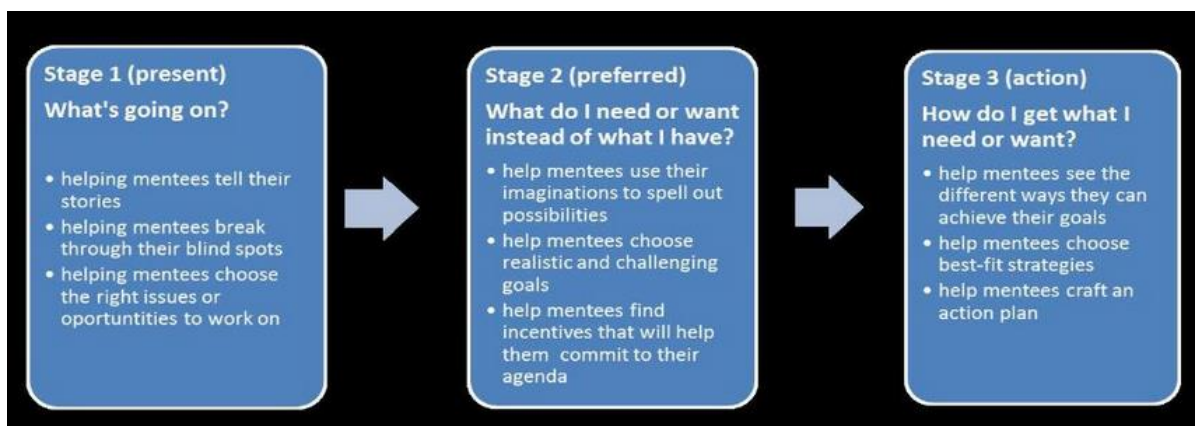 Stage 1 (present)
What's going on?
• helping mentees tell their
stories
• helping mentees break
through their blind spots
• helping mentees choose
the right issues or
oportuntities to work on
Stage 2 (preferred)
What do I need or want
instead of what I have?
• help mentees use their
imaginations to spell out
possibilities
• help mentees choose
realistic and challenging
goals
• help mentees find
incentives that will help
them commit to their
agenda
Stage 3 (action)
How do I get what I
need or want?
• help mentees see the
different ways they can
achieve their goals
• help mentees choose
best-fit strategies
• help mentees craft an
action plan